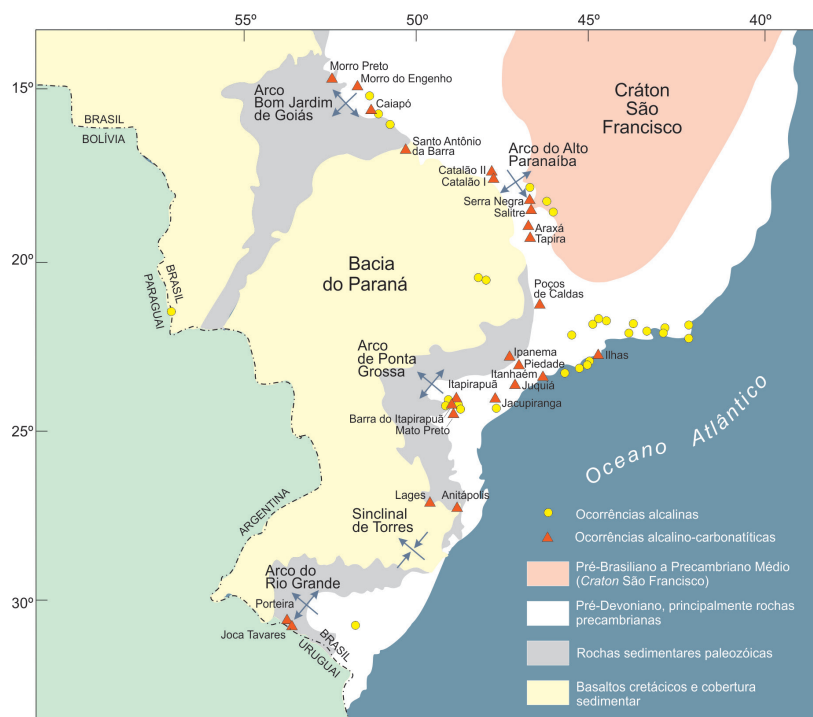 55º
50º
45º
40º
15º
20º
25º
30º
Morro Preto
Morro do Engenho
Arco
Bom Jardim
de Goiás
Caiapó
Cráton
São
Francisco
BRASIL
BOLÍVIA
Santo Antônio
da Barra
Arco do Alto
Paranaíba
Catalão II
Catalão I
Serra Negra
Salitre
Araxá
Tapira
Bacia
do Paraná
BRASIL
PARAGUAI
Poços
de Caldas
Arco
de Ponta
Grossa
Ipanema
Piedade
Ilhas
Itanhaém
Juquiá
Itapirapuã
Jacupiranga
Barra do Itapirapuã
Mato Preto
Oceano Atlântico
Lages
Anitápolis
ARGENTINA
Sinclinal
de Torres
Arco do
Rio Grande
Porteira
Joca Tavares
BRASIL
URUGUAI
Ocorrências alcalinas
Ocorrências alcalino-carbonatíticas
Pré-Brasiliano a Precambriano Médio
(Craton São Francisco)
Pré-Devoniano, principalmente rochas
precambrianas
Rochas sedimentares paleozóicas
Basaltos cretácicos e cobertura
sedimentar